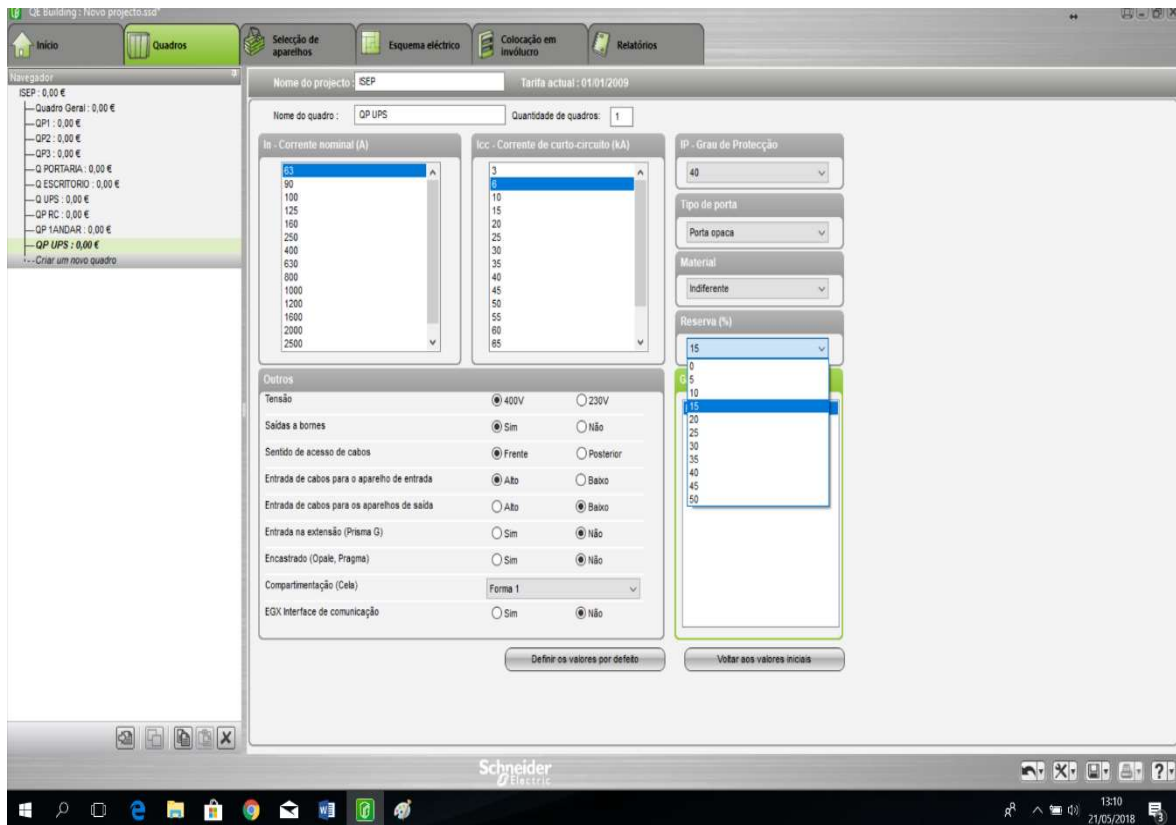 QE Building : Novo projecto.ssd*
Início
Quadros
Selecção de aparelhos
Esquema eléctrico
Colocação em invólucro
Relatórios
Navegador
ISEP : 0,00 €
Quadro Geral : 0,00 €
QP1 : 0,00 €
QP2 : 0,00 €
QP3 : 0,00 €
Q PORTARIA : 0,00 €
Q ESCRITORIO : 0,00 €
Q UPS : 0,00 €
QP RC : 0,00 €
QP 1ANDAR : 0,00 €
QP UPS : 0,00 €
Criar um novo quadro
Nome do projecto : ISEP
Tarifa actual : 01/01/2009
Nome do quadro : QP UPS
Quantidade de quadros: 1
In - Corrente nominal (A)
63
90
100
125
160
250
400
630
800
1000
1200
1600
2000
2500
Icc - Corrente de curto-circuito (kA)
3
6
10
15
20
25
30
35
40
45
50
55
60
65
IP - Grau de Protecção
40
Tipo de porta
Porta opaca
Material
Indiferente
Reserva (%)
15
0
5
10
15
20
25
30
35
40
45
50
G
Outros
Tensão 400V 230V
Saídas a bornes Sim Não
Sentido de acesso de cabos Frente Posterior
Entrada de cabos para o aparelho de entrada Alto Baixo
Entrada de cabos para os aparelhos de saída Alto Baixo
Entrada na extensão (Prisma G) Sim Não
Encastrado (Opale, Pragma) Sim Não
Compartimentação (Cela) Forma 1
EGX Interface de comunicação Sim Não
Definir os valores por defeito
Voltar aos valores iniciais
Schneider Electric
13:10
21/05/2018